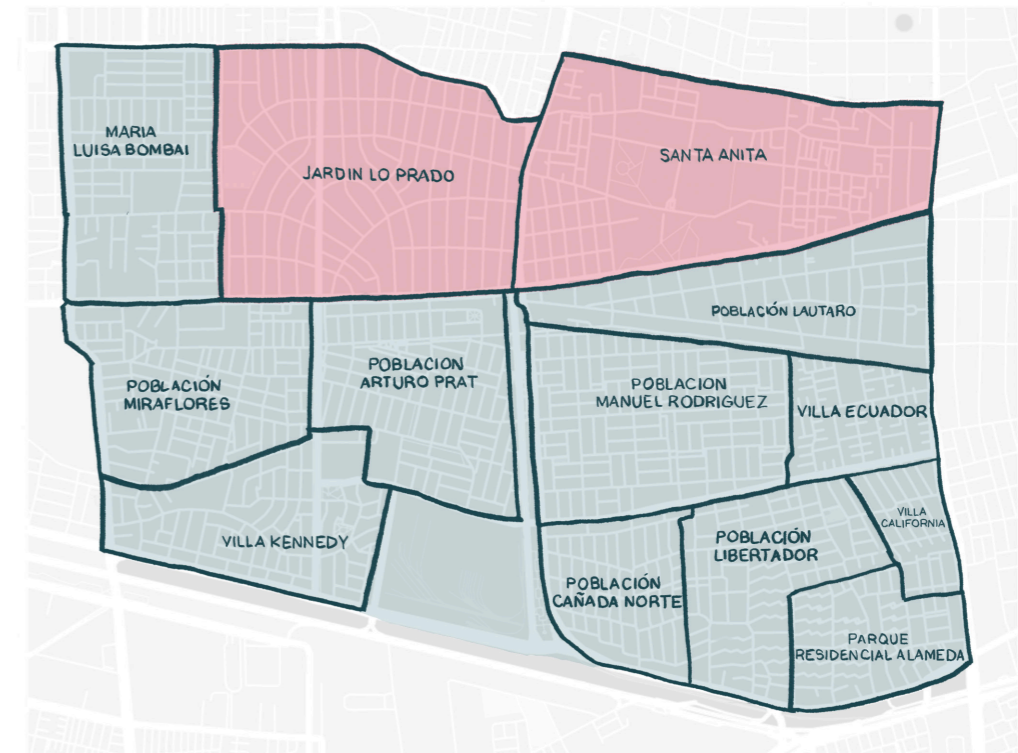 MARIA
LUISA BOMBAI
JARDIN LO PRADO
SANTA ANITA
POBLACIÓN LAUTARO
POBLACIÓN
MIRAFLORES
POBLACION
ARTURO PRAT
POBLACION
MANUEL RODRIGUEZ
VILLA ECUADOR
VILLA KENNEDY
POBLACIÓN
CAÑADA NORTE
POBLACIÓN
LIBERTADOR
VILLA
CALIFORNIA
PARQUE
RESIDENCIAL ALAMEDA